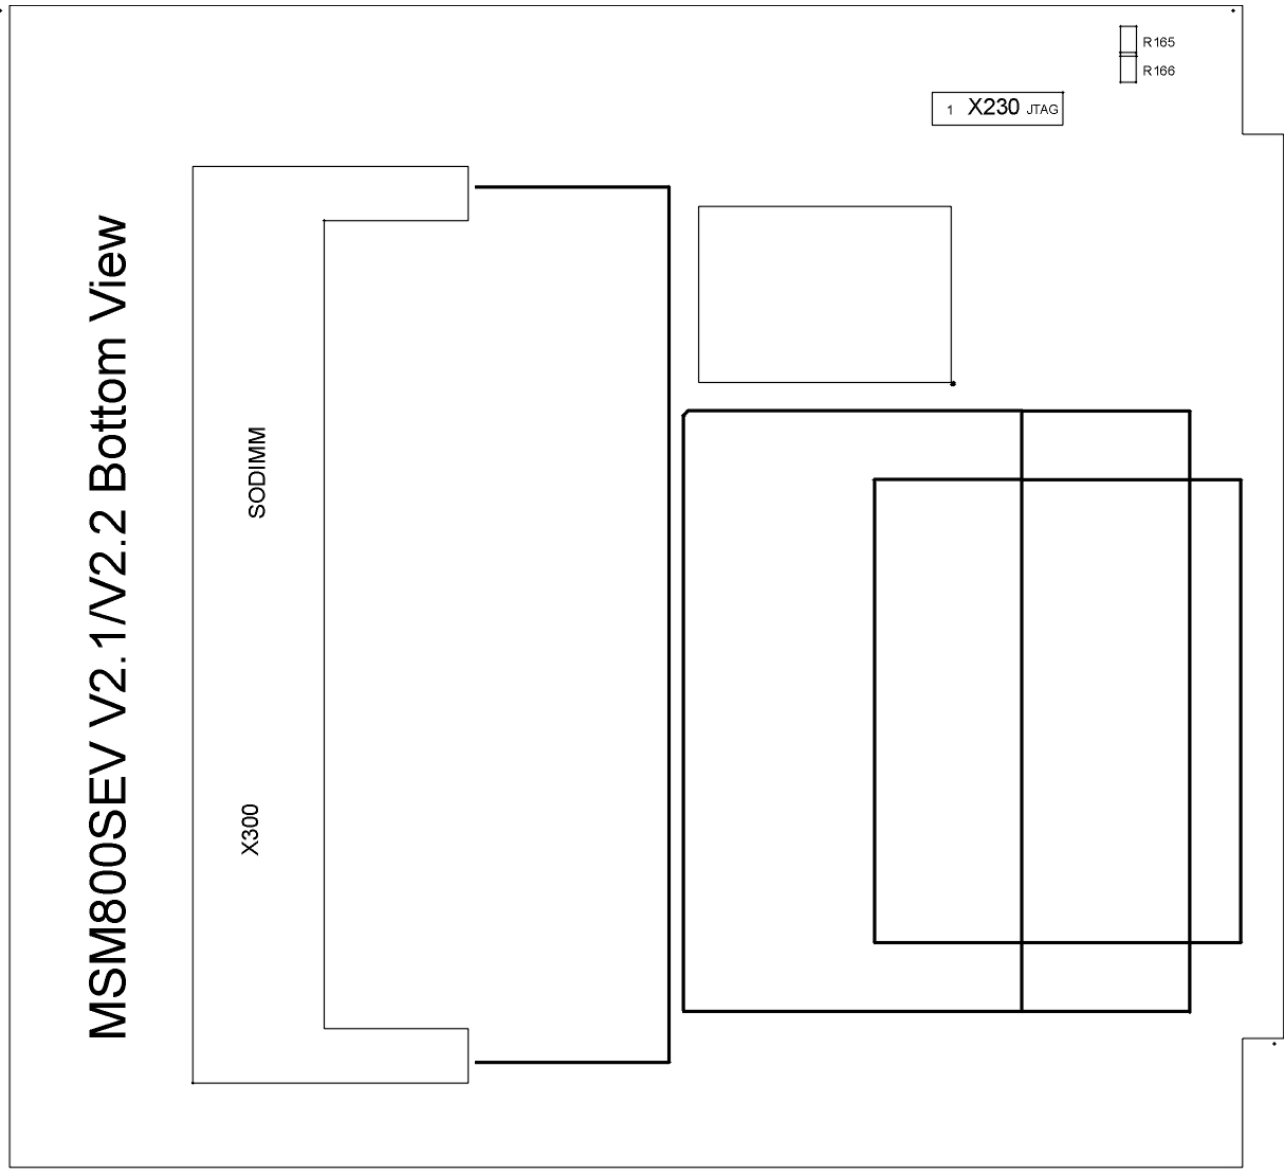 R165
R166
1 X230 JTAG
MSM800SEV V2.1/V2.2 Bottom View
SODIMM
X300